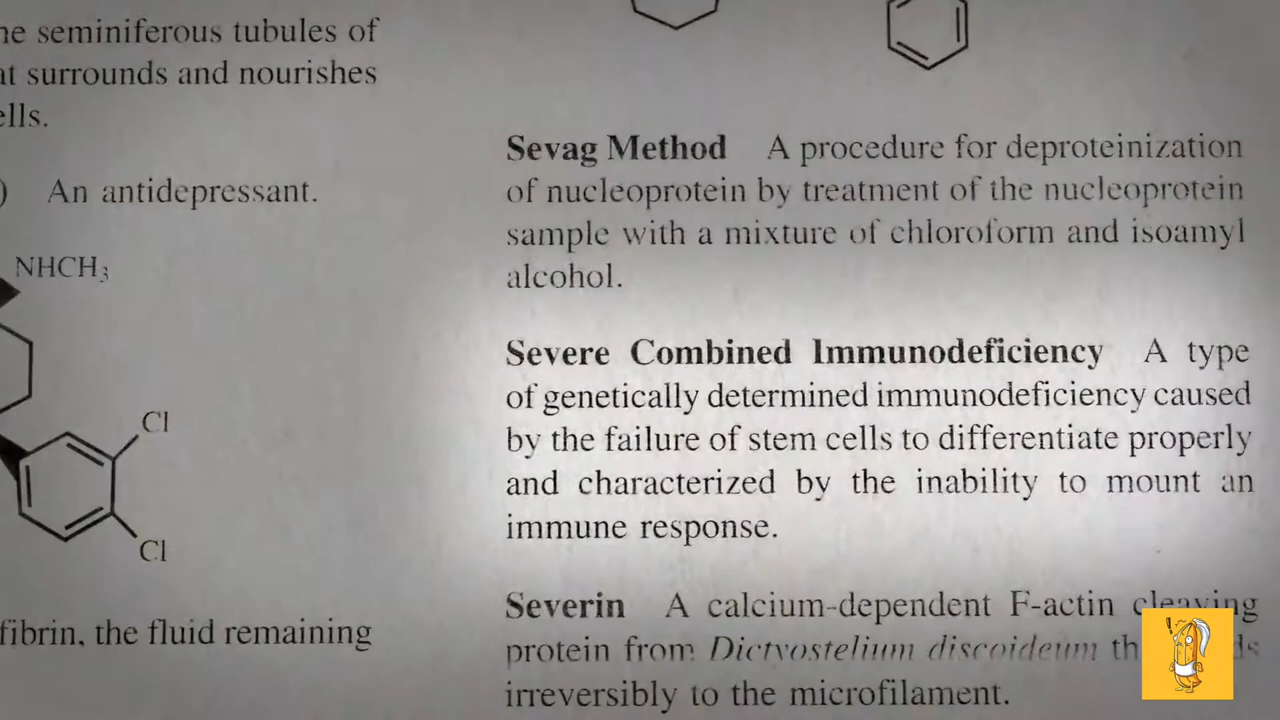 he seminiferous tubules of
at surrounds and nourishes
ells.
) An antidepressant.
NHCH3
Cl
Cl
fibrin, the fluid remaining
Sevag Method A procedure for deproteinization
of nucleoprotein by treatment of the nucleoprotein
sample with a mixture of chloroform and isoamyl
alcohol.
Severe Combined Immunodeficiency A type
of genetically determined immunodeficiency caused
by the failure of stem cells to differentiate properly
and characterized by the inability to mount an
immune response.
Severin A calcium-dependent F-actin cleaving
protein from Dictyostelium discoideum th
irreversibly to the microfilament.